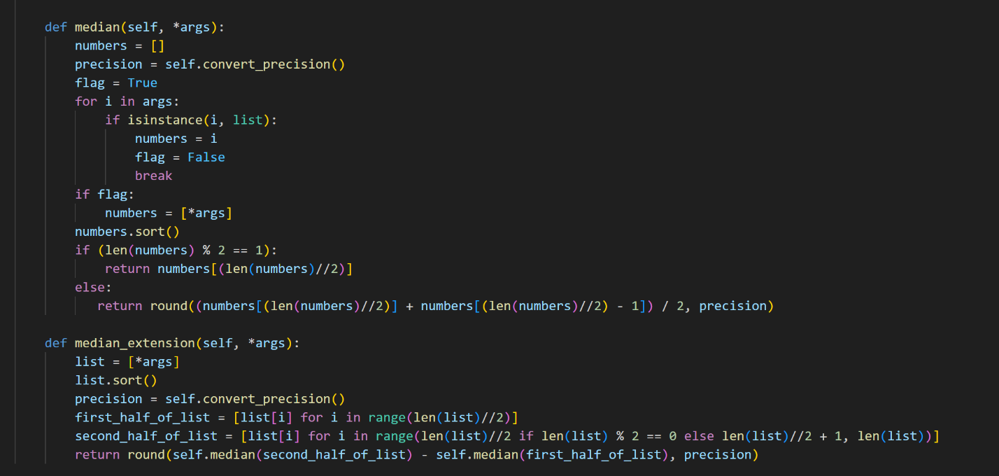 def median(self, *args):
    numbers = []
    precision = self.convert_precision()
    flag = True
    for i in args:
        if isinstance(i, list):
            numbers = i
            flag = False
            break
    if flag:
        numbers = [*args]
    numbers.sort()
    if (len(numbers) % 2 == 1):
        return numbers[(len(numbers)//2)]
    else:
       return round((numbers[(len(numbers)//2)] + numbers[(len(numbers)//2) - 1]) / 2, precision)

def median_extension(self, *args):
    list = [*args]
    list.sort()
    precision = self.convert_precision()
    first_half_of_list = [list[i] for i in range(len(list)//2)]
    second_half_of_list = [list[i] for i in range(len(list)//2 if len(list) % 2 == 0 else len(list)//2 + 1, len(list))]
    return round(self.median(second_half_of_list) - self.median(first_half_of_list), precision)